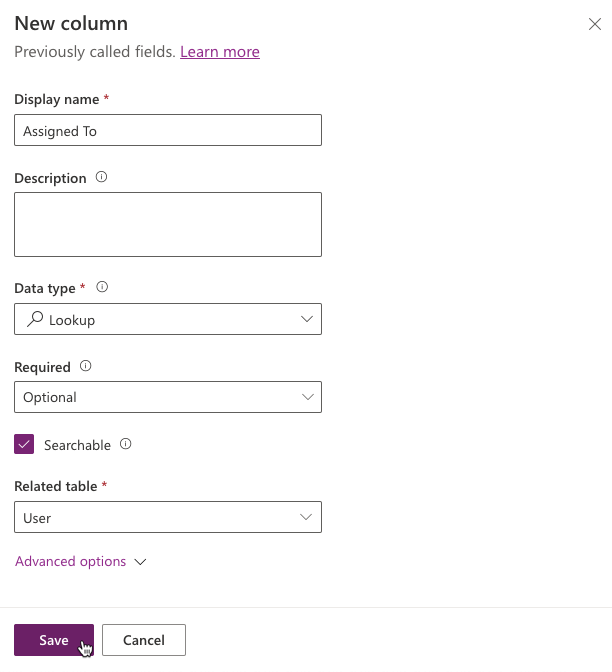 New column
Previously called fields. Learn more
Display name *
Assigned To
Description
Data type *
Lookup
Required
Optional
Searchable
Related table *
User
Advanced options
Save Cancel